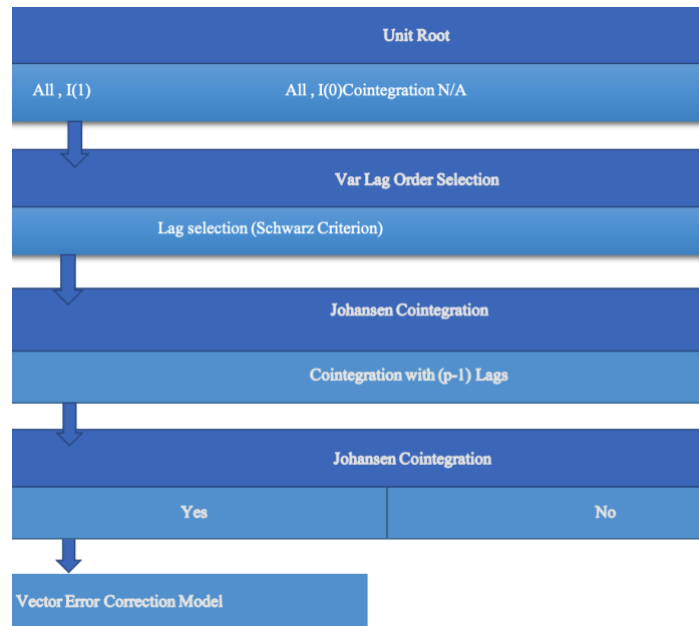 Unit Root
All , I(1) All , I(0)Cointegration N/A
Var Lag Order Selection
Lag selection (Schwarz Criterion)
Johansen Cointegration
Cointegration with (p-1) Lags
Johansen Cointegration
Yes No
Vector Error Correction Model